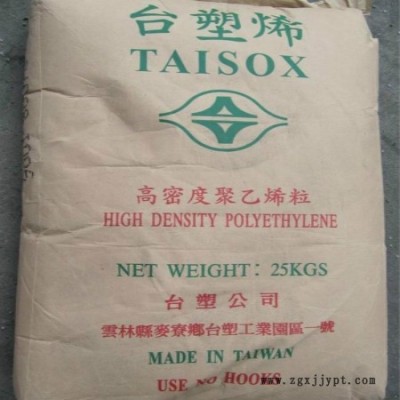 台塑烯
TAISOX
高密度聚乙烯粒
HIGH DENSITY POLYETHYLENE
NET WEIGHT: 25KGS
台塑公司
雲林縣麥寮鄉台塑工業園區一號
MADE IN TAIWAN
USE NO HOOKS
www.zgxjjypt.com